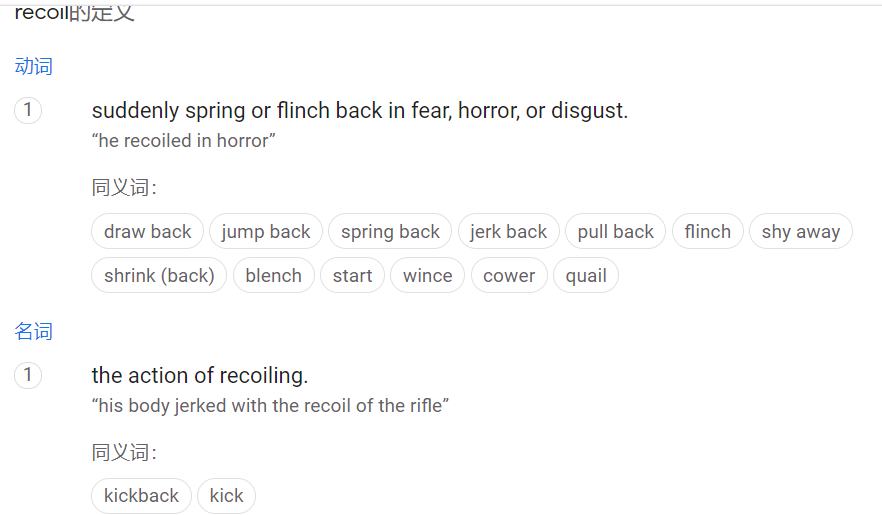 recoil的定义
动词
1 suddenly spring or flinch back in fear, horror, or disgust.
“he recoiled in horror”
同义词：
draw back jump back spring back jerk back pull back flinch shy away
shrink (back) blench start wince cower quail
名词
1 the action of recoiling.
“his body jerked with the recoil of the rifle”
同义词：
kickback kick